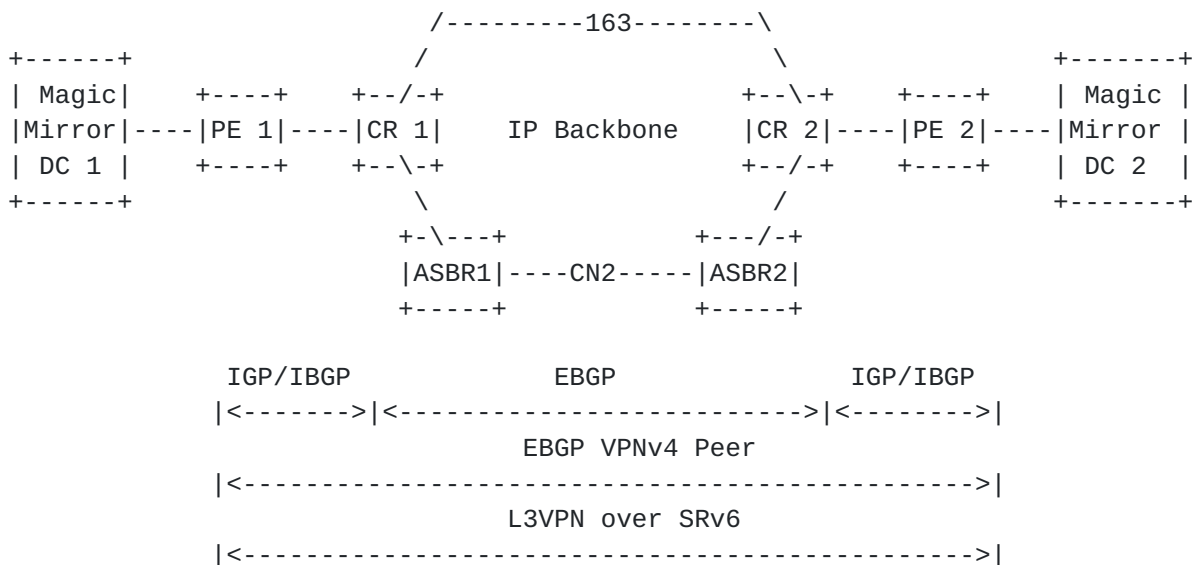 /---------163--------\
+------+                  /                      \                 +-------+
| Magic|    +----+    +--/-+                   +--\-+    +----+    | Magic |
|Mirror|----|PE 1|----|CR 1|    IP Backbone    |CR 2|----|PE 2|----|Mirror |
| DC 1 |    +----+    +--\-+                   +--/-+    +----+    | DC 2  |
+------+                  \                      /                 +-------+
+-\---+            +---/-+
|ASBR1|----CN2-----|ASBR2|
+-----+            +-----+
IGP/IBGP             EBGP               IGP/IBGP
|<------->|<-------------------------->|<-------->|
EBGP VPNv4 Peer
|<----------------------------------------------->|
L3VPN over SRv6
|<----------------------------------------------->|